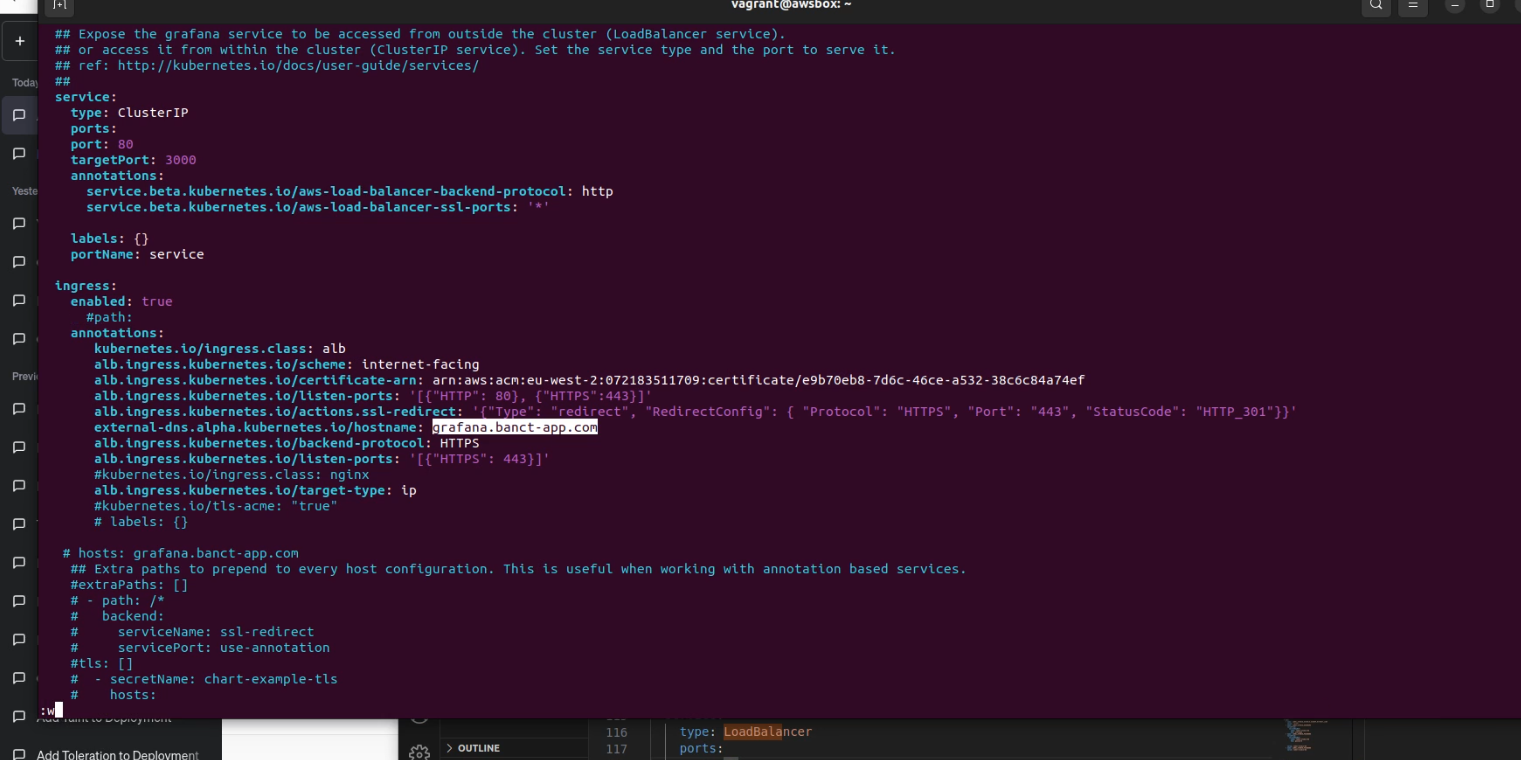 vagrant@awsbox: ~
Today
## Expose the grafana service to be accessed from outside the cluster (LoadBalancer service).
## or access it from within the cluster (ClusterIP service). Set the service type and the port to serve it.
## ref: http://kubernetes.io/docs/user-guide/services/
##
service:
type: ClusterIP
ports:
port: 80
targetPort: 3000
annotations:
service.beta.kubernetes.io/aws-load-balancer-backend-protocol: http
service.beta.kubernetes.io/aws-load-balancer-ssl-ports: '*'
labels: {}
portName: service
ingress:
enabled: true
#path:
annotations:
kubernetes.io/ingress.class: alb
alb.ingress.kubernetes.io/scheme: internet-facing
alb.ingress.kubernetes.io/certificate-arn: arn:aws:acm:eu-west-2:072183511709:certificate/e9b70eb8-7d6c-46ce-a532-38c6c84a74ef
alb.ingress.kubernetes.io/listen-ports: '[{"HTTP": 80}, {"HTTPS":443}]'
alb.ingress.kubernetes.io/actions.ssl-redirect: '{"Type": "redirect", "RedirectConfig": { "Protocol": "HTTPS", "Port": "443", "StatusCode": "HTTP_301"}}'
external-dns.alpha.kubernetes.io/hostname: grafana.banct-app.com
alb.ingress.kubernetes.io/backend-protocol: HTTPS
alb.ingress.kubernetes.io/listen-ports: '[{"HTTPS": 443}]'
#kubernetes.io/ingress.class: nginx
alb.ingress.kubernetes.io/target-type: ip
#kubernetes.io/tls-acme: "true"
# labels: {}
# hosts: grafana.banct-app.com
## Extra paths to prepend to every host configuration. This is useful when working with annotation based services.
#extraPaths: []
# - path: /*
# backend:
# serviceName: ssl-redirect
# servicePort: use-annotation
#tls: []
# - secretName: chart-example-tls
# hosts:
:w
Add Taint to Deployment
Add Toleration to Deployment
OUTLINE
116 type: LoadBalancer
117 ports: